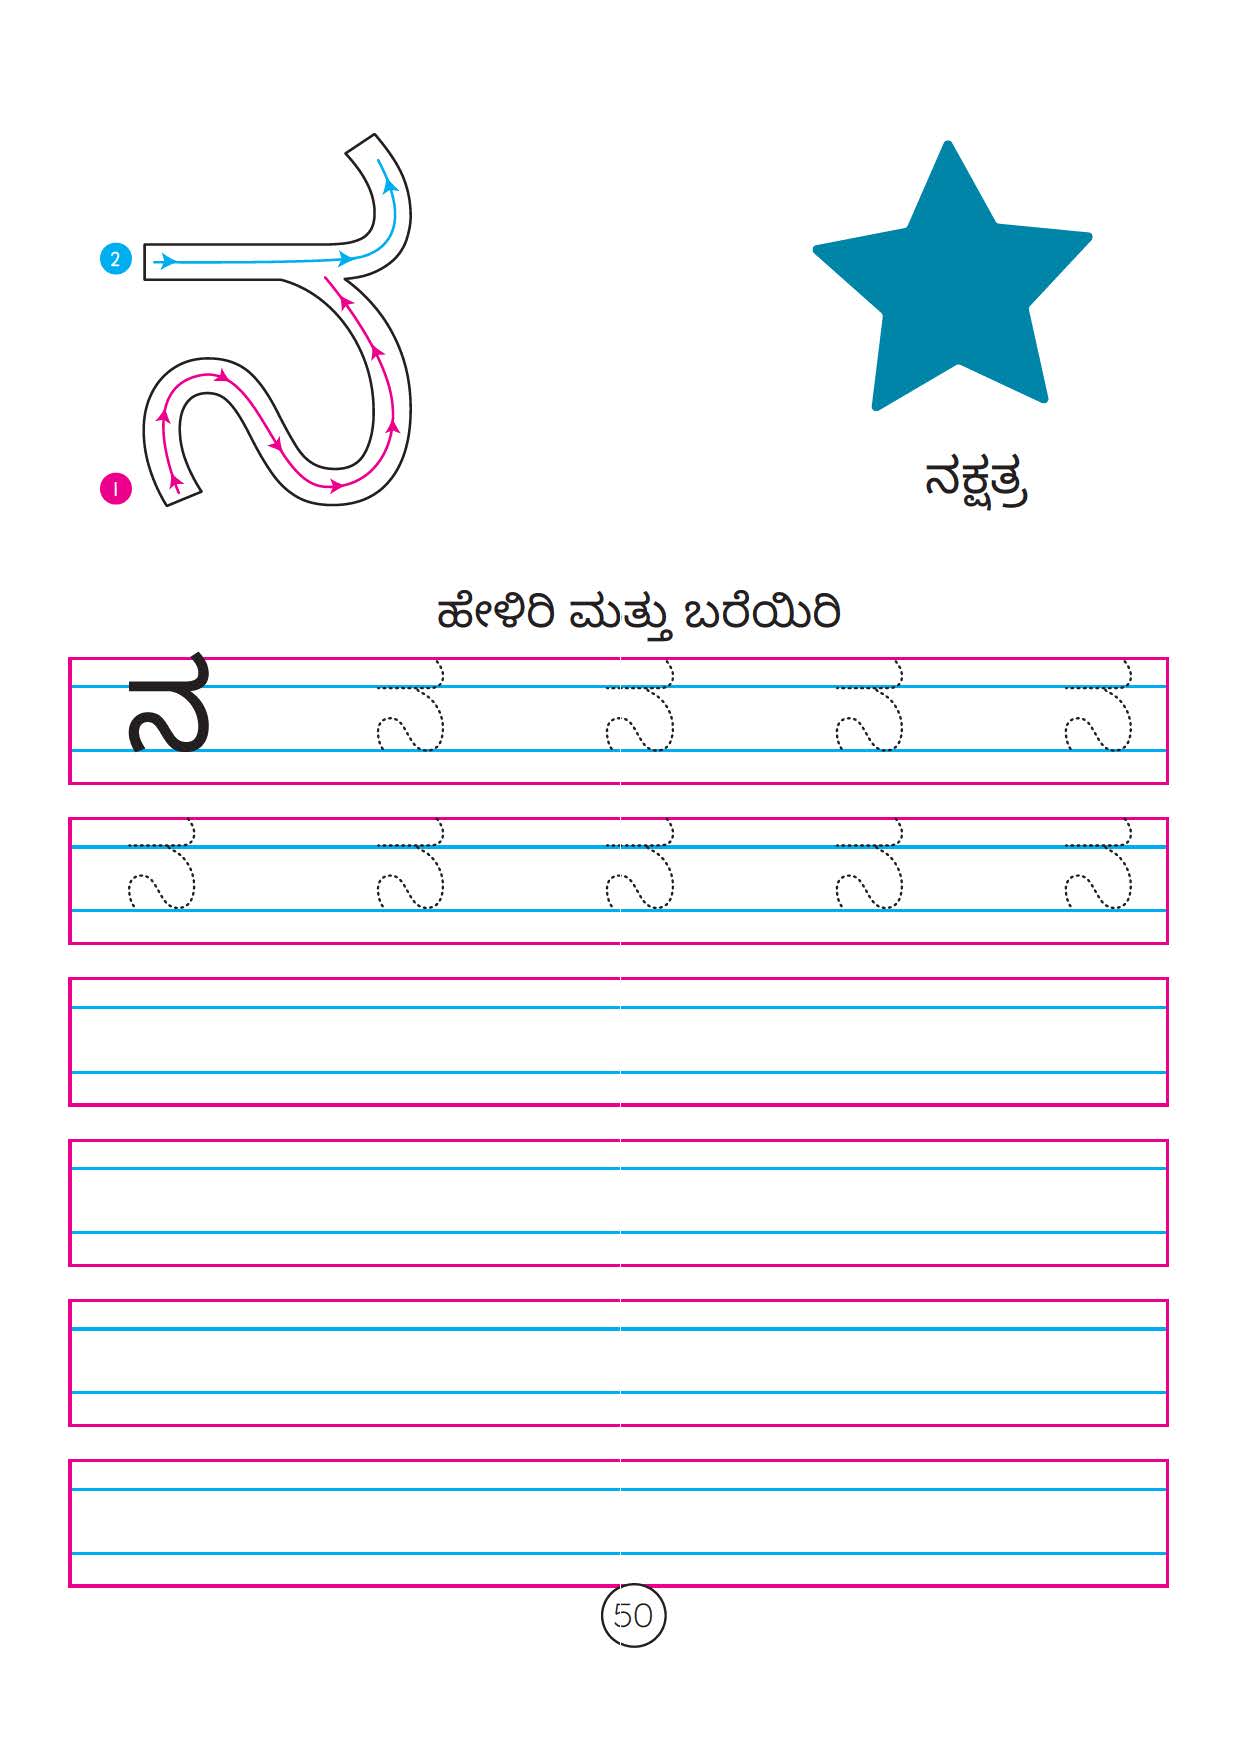 ನ
2
1
ನಕ್ಷತ್ರ
ಹೇಳಿರಿ ಮತ್ತು ಬರೆಯಿರಿ
ನ ನ ನ ನ ನ
ನ ನ ನ ನ ನ
50